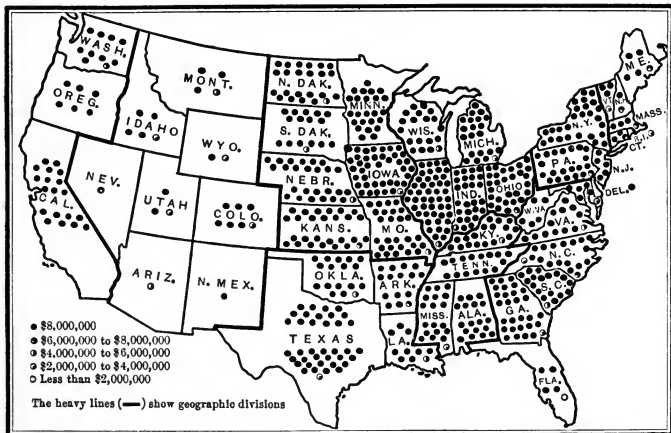 WASH.
MONT.
N. DAK.
MINN.
ME.
OREG.
IDAHO
S. DAK.
WIS.
MICH.
N.Y.
VT.
N.H.
MASS.
R.I.
CT.
WYO.
NEBR.
IOWA
PA.
N.J.
NEV.
UTAH
COLO.
IND.
OHIO
DEL.
CAL.
KANS.
MO.
W.VA.
VA.
KY.
ARIZ.
N. MEX.
OKLA.
ARK.
TENN.
N.C.
S.C.
TEXAS
LA.
MISS.
ALA.
GA.
FLA.
$8,000,000
$6,000,000 to $8,000,000
$4,000,000 to $6,000,000
$2,000,000 to $4,000,000
Less than $2,000,000
The heavy lines (—) show geographic divisions